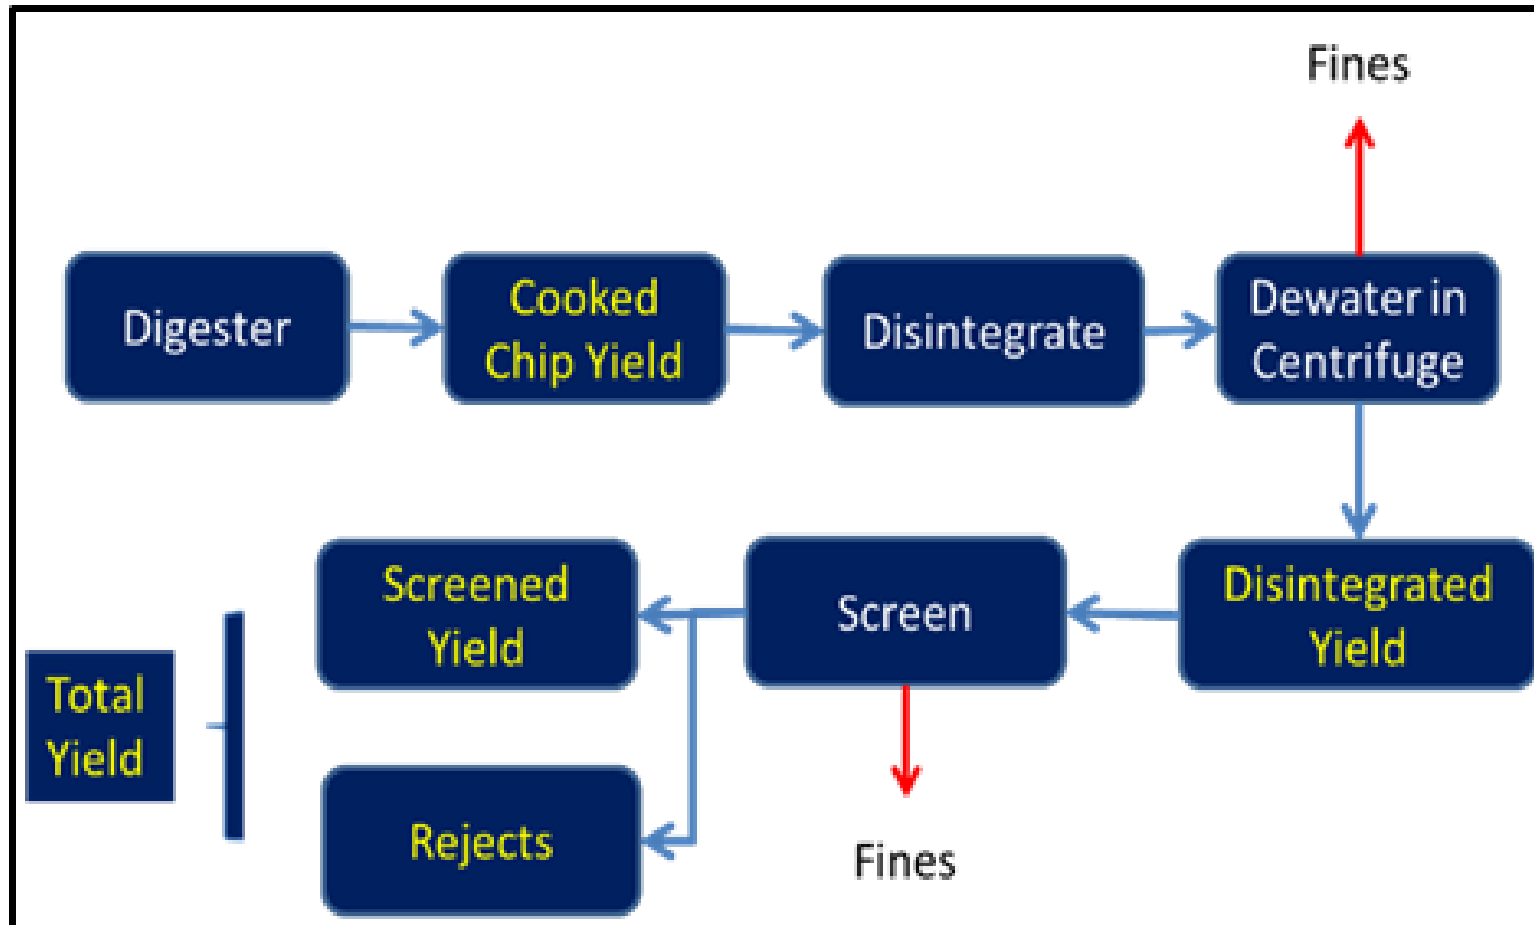 Fines
Digester
Cooked
Chip Yield
Disintegrate
Dewater in
Centrifuge
Screened
Yield
Screen
Disintegrated
Yield
Total
Yield
Rejects
Fines